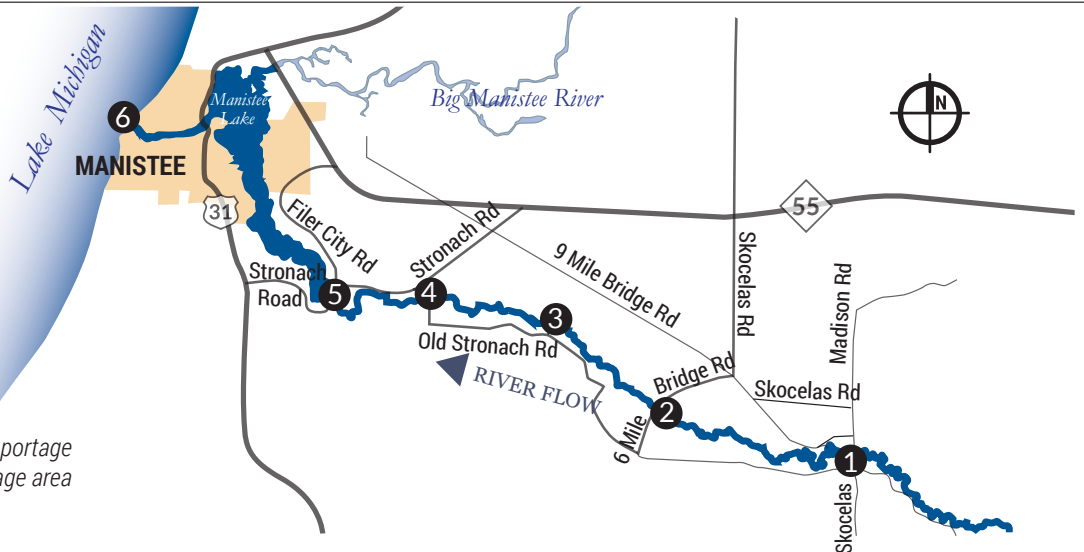 Lake Michigan
6
MANISTEE
Manistee
Lake
Big Manistee River
N
31
55
Filer City Rd
Stronach Rd
9 Mile Bridge Rd
Skocelas Rd
Madison Rd
Stronach
Road
5
4
3
Old Stronach Rd
RIVER FLOW
Bridge Rd
Skocelas Rd
2
6 Mile
1
Skocelas
portage
age area